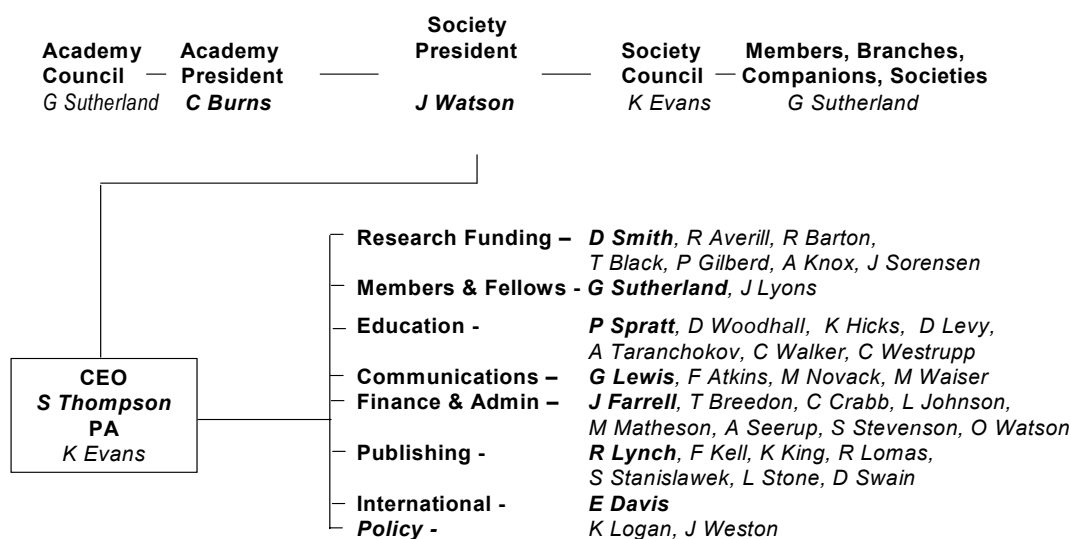 Society
President
J Watson
Academy
Council
G Sutherland
Academy
President
C Burns
Society
Council
K Evans
Members, Branches,
Companions, Societies
G Sutherland
CEO
S Thompson
PA
K Evans
Research Funding – D Smith, R Averill, R Barton,
T Black, P Gilberd, A Knox, J Sorensen
Members & Fellows - G Sutherland, J Lyons
Education - P Spratt, D Woodhall, K Hicks, D Levy,
A Taranchokov, C Walker, C Westrupp
Communications – G Lewis, F Atkins, M Novack, M Waiser
Finance & Admin – J Farrell, T Breedon, C Crabb, L Johnson,
M Matheson, A Seerup, S Stevenson, O Watson
Publishing - R Lynch, F Kell, K King, R Lomas,
S Stanislawek, L Stone, D Swain
International - E Davis
Policy - K Logan, J Weston